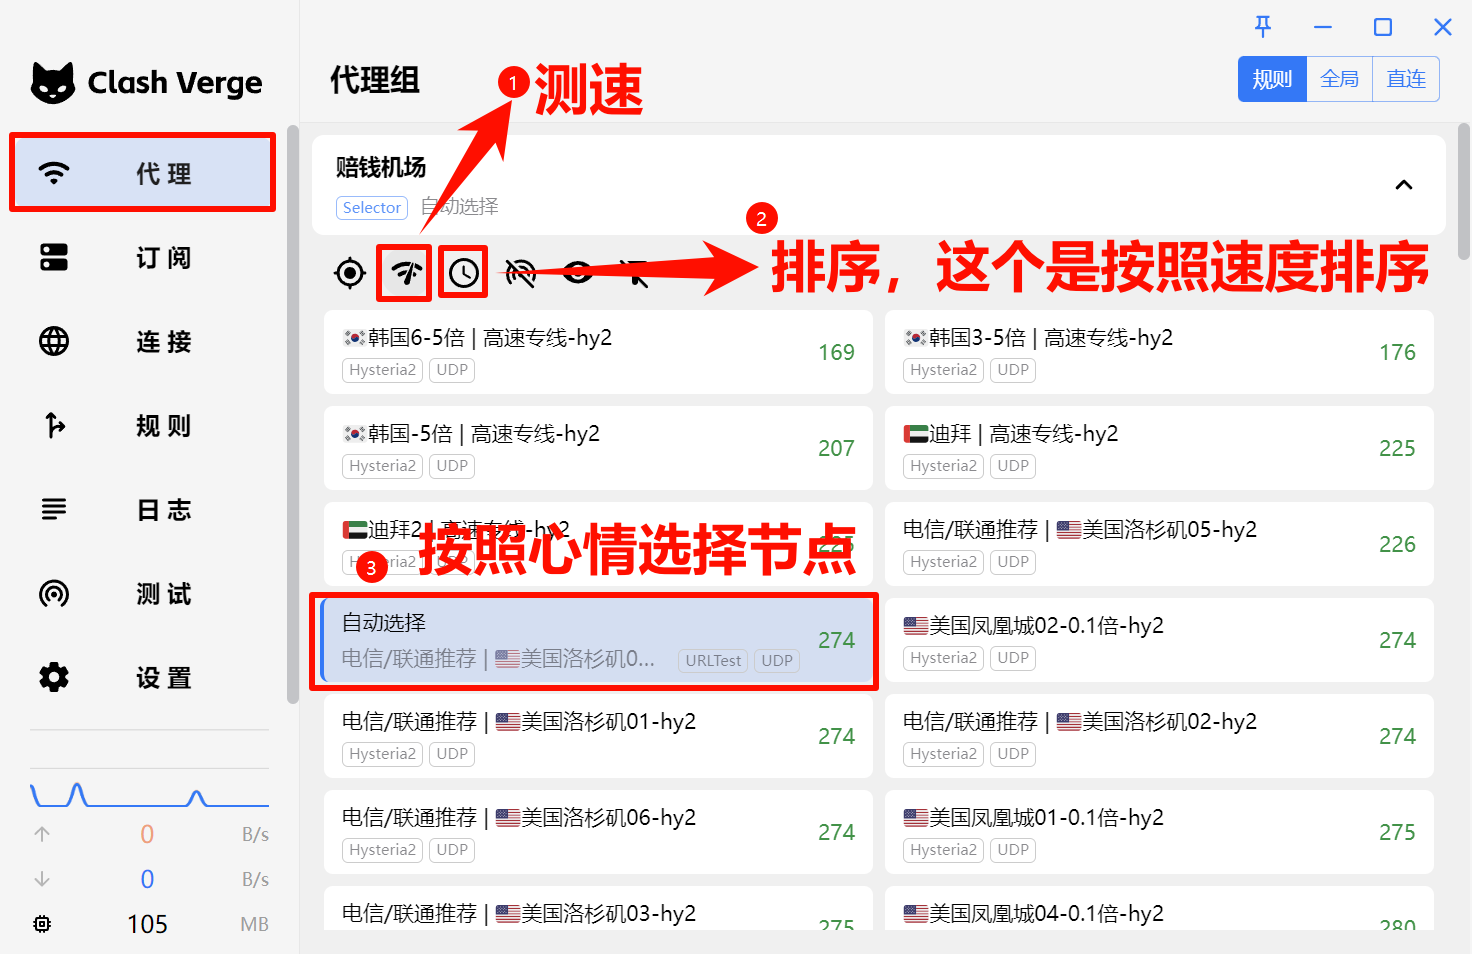 Clash Verge
代 理
订 阅
连 接
规 则
日 志
测 试
设 置
0 B/s
0 B/s
105 MB
代理组
1 测速
规则 全局 直连
赔钱机场
Selector 自动选择
2
排序，这个是按照速度排序
🇰🇷韩国6-5倍 | 高速专线-hy2
Hysteria2 UDP
169
🇰🇷韩国3-5倍 | 高速专线-hy2
Hysteria2 UDP
176
🇰🇷韩国-5倍 | 高速专线-hy2
Hysteria2 UDP
207
🇦🇪迪拜 | 高速专线-hy2
Hysteria2 UDP
225
🇦🇪迪拜2 | 高速专线-hy2
Hysteria2 UDP
225
3 按照心情选择节点
电信/联通推荐 | 🇺🇸美国洛杉矶05-hy2
Hysteria2 UDP
226
自动选择
电信/联通推荐 | 🇺🇸美国洛杉矶0... URLTest UDP
274
🇺🇸美国凤凰城02-0.1倍-hy2
Hysteria2 UDP
274
电信/联通推荐 | 🇺🇸美国洛杉矶01-hy2
Hysteria2 UDP
274
电信/联通推荐 | 🇺🇸美国洛杉矶02-hy2
Hysteria2 UDP
274
电信/联通推荐 | 🇺🇸美国洛杉矶06-hy2
Hysteria2 UDP
274
🇺🇸美国凤凰城01-0.1倍-hy2
Hysteria2 UDP
275
电信/联通推荐 | 🇺🇸美国洛杉矶03-hy2
275
🇺🇸美国凤凰城04-0.1倍-hy2
280